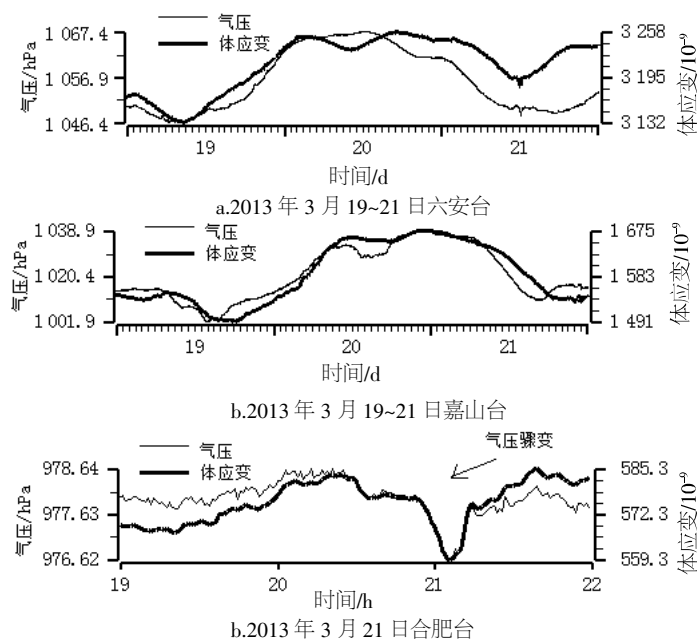 气压
体应变
1 067.4
1 056.9
1 046.4
气压/hPa
3 258
3 195
3 132
体应变/10⁻⁹
19 20 21
时间/d
a.2013 年 3 月 19~21 日六安台
气压
体应变
1 038.9
1 020.4
1 001.9
气压/hPa
1 675
1 583
1 491
体应变/10⁻⁹
19 20 21
时间/d
b.2013 年 3 月 19~21 日嘉山台
气压
体应变
气压骤变
978.64
977.63
976.62
气压/hPa
585.3
572.3
559.3
体应变/10⁻⁹
19 20 21 22
时间/h
b.2013 年 3 月 21 日合肥台